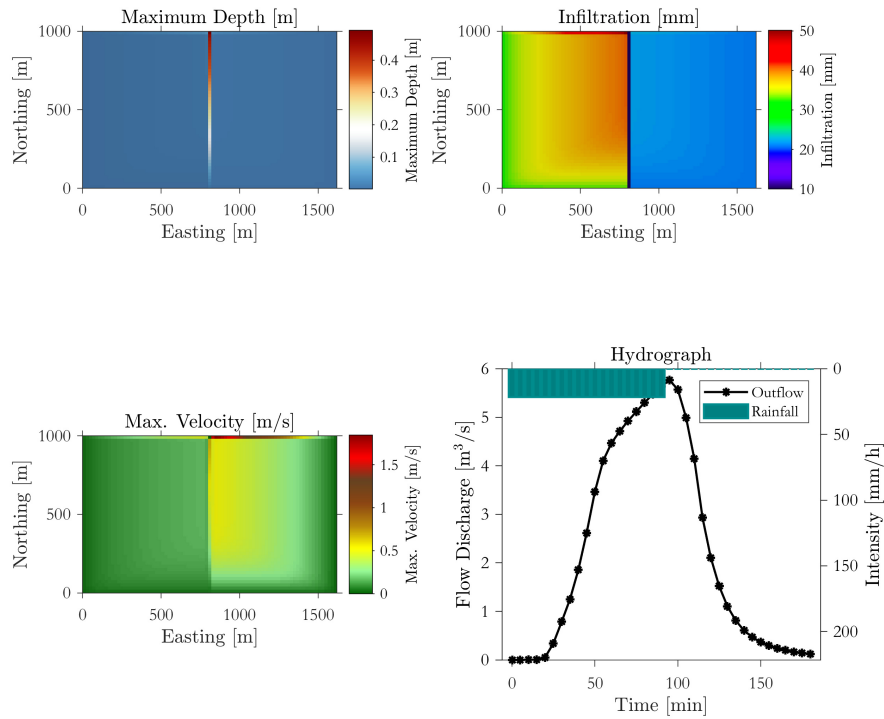 Maximum Depth [m]
1000
500
0
0 500 1000 1500
Northing [m]
Easting [m]
0.4
0.3
0.2
0.1
Maximum Depth [m]
Infiltration [mm]
1000
500
0
0 500 1000 1500
Northing [m]
Easting [m]
50
40
30
20
10
Infiltration [mm]
Max. Velocity [m/s]
1000
500
0
0 500 1000 1500
Northing [m]
Easting [m]
1.5
1
0.5
0
Max. Velocity [m/s]
Hydrograph
6
5
4
3
2
1
0
Flow Discharge [m³/s]
0 50 100 150
Time [min]
0
50
100
150
200
Intensity [mm/h]
Outflow
Rainfall